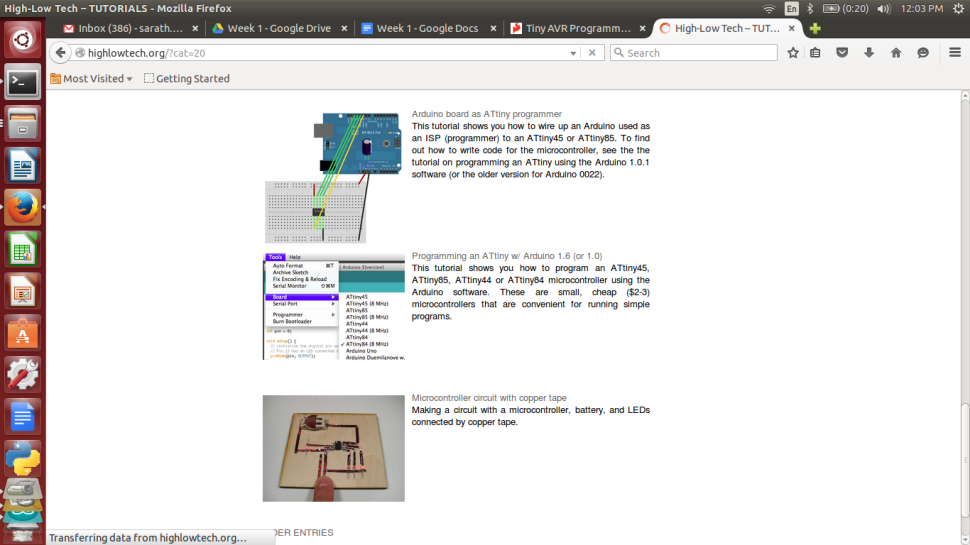 High-Low Tech – TUTORIALS - Mozilla Firefox
En
(0:20)
12:03 PM
Inbox (386) - sarath....
Week 1 - Google Drive
Week 1 - Google Docs
Tiny AVR Programm...
High-Low Tech – TUT...
highlowtech.org/?cat=20
Search
Most Visited
Getting Started
Arduino board as ATtiny programmer
This tutorial shows you how to wire up an Arduino used as
an ISP (programmer) to an ATtiny45 or ATtiny85. To find
out how to write code for the microcontroller, see the the
tutorial on programming an ATtiny using the Arduino 1.0.1
software (or the older version for Arduino 0022).
Arduino
Programming an ATtiny w/ Arduino 1.6 (or 1.0)
This tutorial shows you how to program an ATtiny45,
ATtiny85, ATtiny44 or ATtiny84 microcontroller using the
Arduino software. These are small, cheap ($2-3)
microcontrollers that are convenient for running simple
programs.
Tools Help
Auto Format ⌘T
Archive Sketch
Fix Encoding & Reload
Serial Monitor ⇧⌘M
Board
Serial Port
Programmer
Burn Bootloader
Arduino $(version)
ATtiny45
ATtiny45 (8 MHz)
ATtiny85
ATtiny85 (8 MHz)
ATtiny44
ATtiny44 (8 MHz)
ATtiny84
✓ ATtiny84 (8 MHz)
Arduino Uno
Arduino Duemilanove w.
Microcontroller circuit with copper tape
Making a circuit with a microcontroller, battery, and LEDs
connected by copper tape.
DER ENTRIES
Transferring data from highlowtech.org...